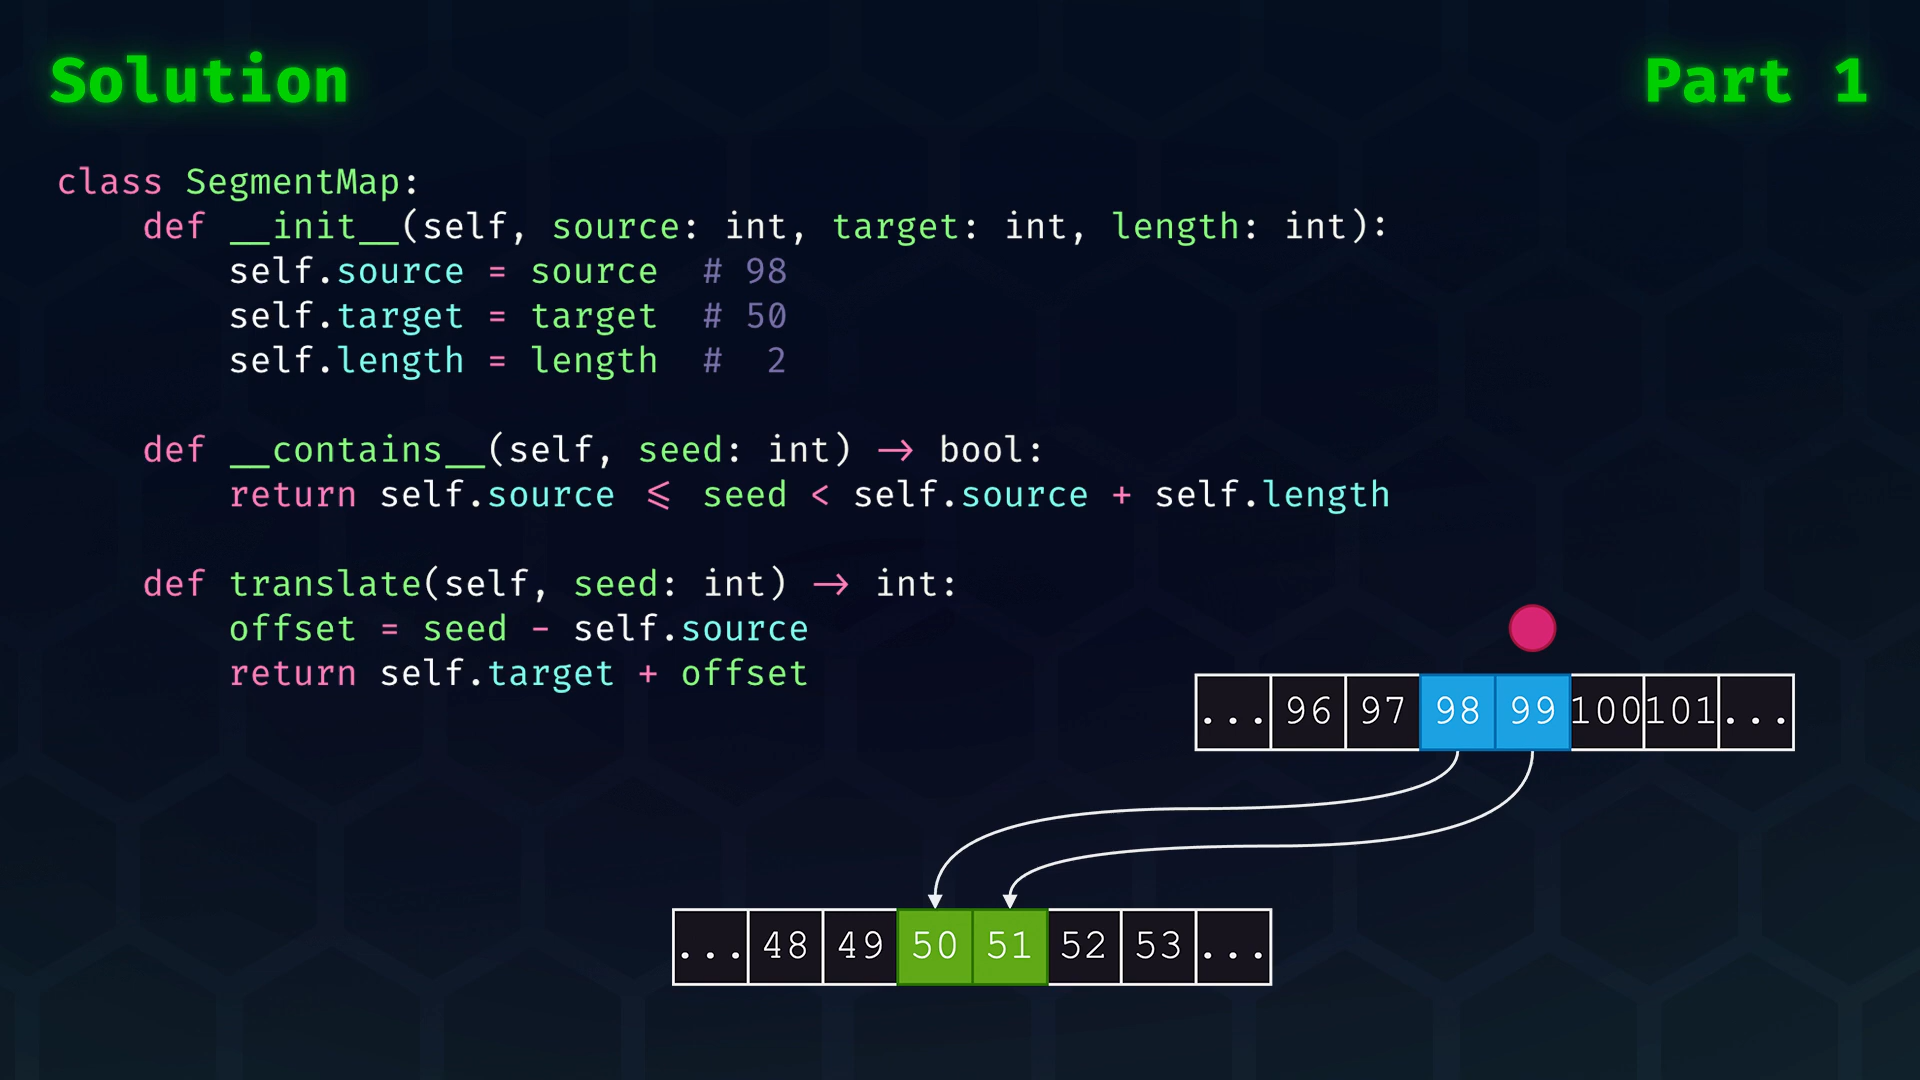 Solution
Part 1
class SegmentMap:
    def __init__(self, source: int, target: int, length: int):
        self.source = source  # 98
        self.target = target  # 50
        self.length = length  #  2
    def __contains__(self, seed: int) -> bool:
        return self.source <= seed < self.source + self.length
    def translate(self, seed: int) -> int:
        offset = seed - self.source
        return self.target + offset
... 96 97 98 99 100 101 ...
... 48 49 50 51 52 53 ...